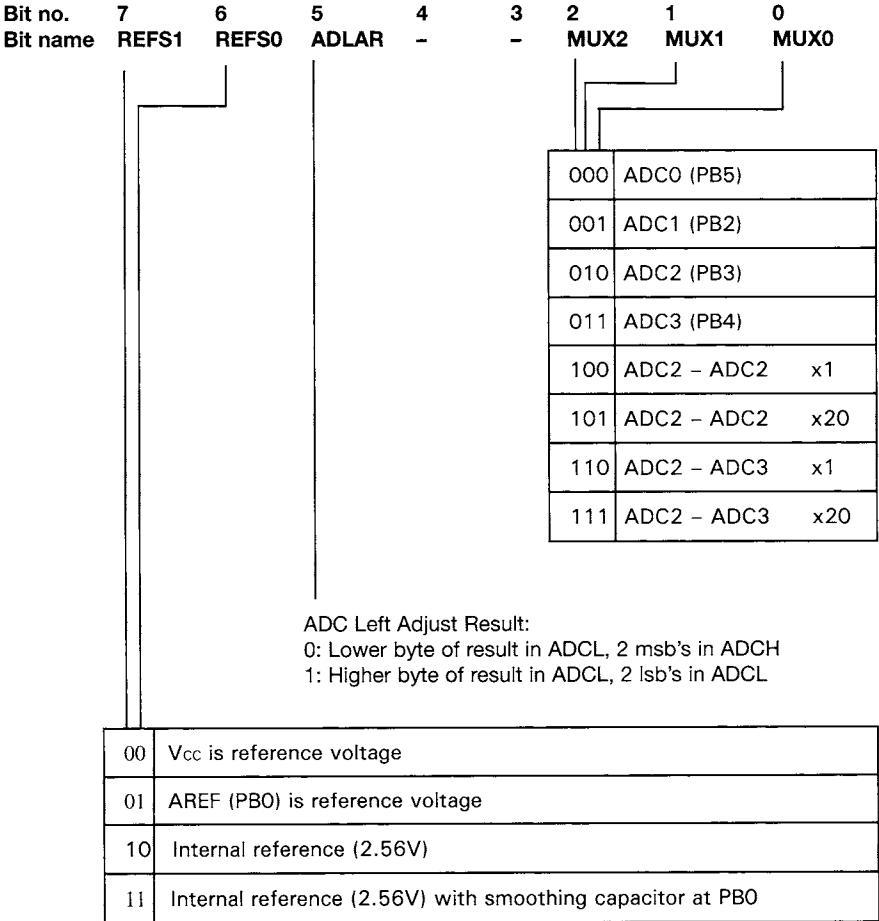 Bit no. 7 6 5 4 3 2 1 0
Bit name REFS1 REFS0 ADLAR – – MUX2 MUX1 MUX0
000 ADC0 (PB5)
001 ADC1 (PB2)
010 ADC2 (PB3)
011 ADC3 (PB4)
100 ADC2 – ADC2 x1
101 ADC2 – ADC2 x20
110 ADC2 – ADC3 x1
111 ADC2 – ADC3 x20
ADC Left Adjust Result:
0: Lower byte of result in ADCL, 2 msb's in ADCH
1: Higher byte of result in ADCL, 2 lsb's in ADCL
00 Vcc is reference voltage
01 AREF (PB0) is reference voltage
10 Internal reference (2.56V)
11 Internal reference (2.56V) with smoothing capacitor at PB0